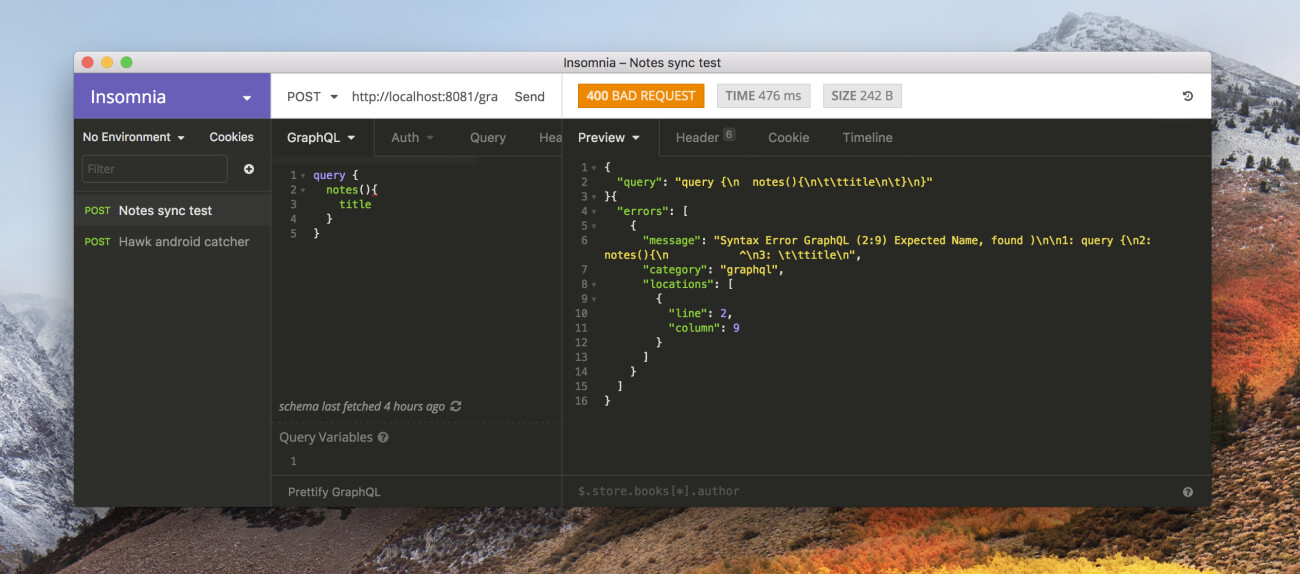 Insomnia – Notes sync test
Insomnia
POST http://localhost:8081/gra Send
400 BAD REQUEST TIME 476 ms SIZE 242 B
No Environment Cookies
GraphQL Auth Query Hea
Preview Header 6 Cookie Timeline
Filter
POST Notes sync test
POST Hawk android catcher
1 query {
2 notes(){
3 title
4 }
5 }
schema last fetched 4 hours ago
Query Variables ?
1
Prettify GraphQL
1 {
2 "query": "query {\n  notes(){\n\t\ttitle\n\t}\n}"
3 }{
4 "errors": [
5 {
6 "message": "Syntax Error GraphQL (2:9) Expected Name, found )\n\n1: query {\n2:
notes(){\n           ^\n3: \t\ttitle\n",
7 "category": "graphql",
8 "locations": [
9 {
10 "line": 2,
11 "column": 9
12 }
13 ]
14 }
15 ]
16 }
$.store.books[*].author ?